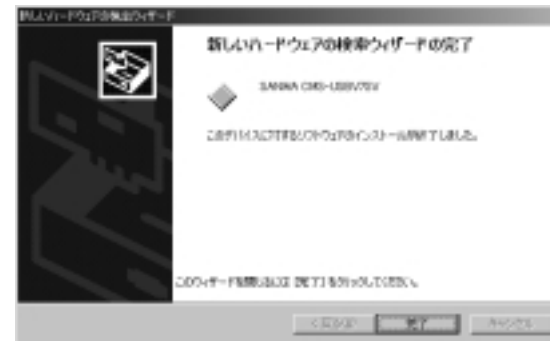 新しいハードウェアの検索ウィザード
新しいハードウェアの検索ウィザードの完了
SANWA CMS-USBV7SV
このデバイスに対するソフトウェアのインストールが終了しました。
このウィザードを閉じるには [完了] をクリックしてください。
< 戻る(B) 完了 キャンセル